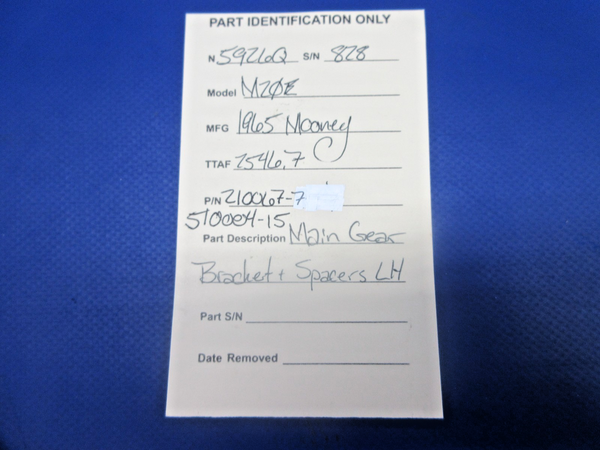 PART IDENTIFICATION ONLY
N 5926Q S/N 828
Model M20E
MFG 1965 Mooney
TTAF 2546.7
P/N 210067-7
510004-15
Part Description Main Gear
Bracket + Spacers LH
Part S/N
Date Removed